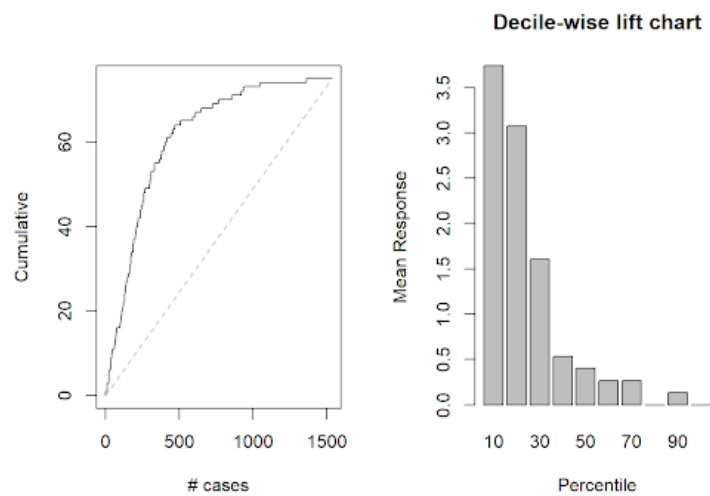 Decile-wise lift chart
Cumulative
60
40
20
0
0 500 1000 1500
# cases
Mean Response
3.5
3.0
2.5
2.0
1.5
1.0
0.5
0.0
10 30 50 70 90
Percentile